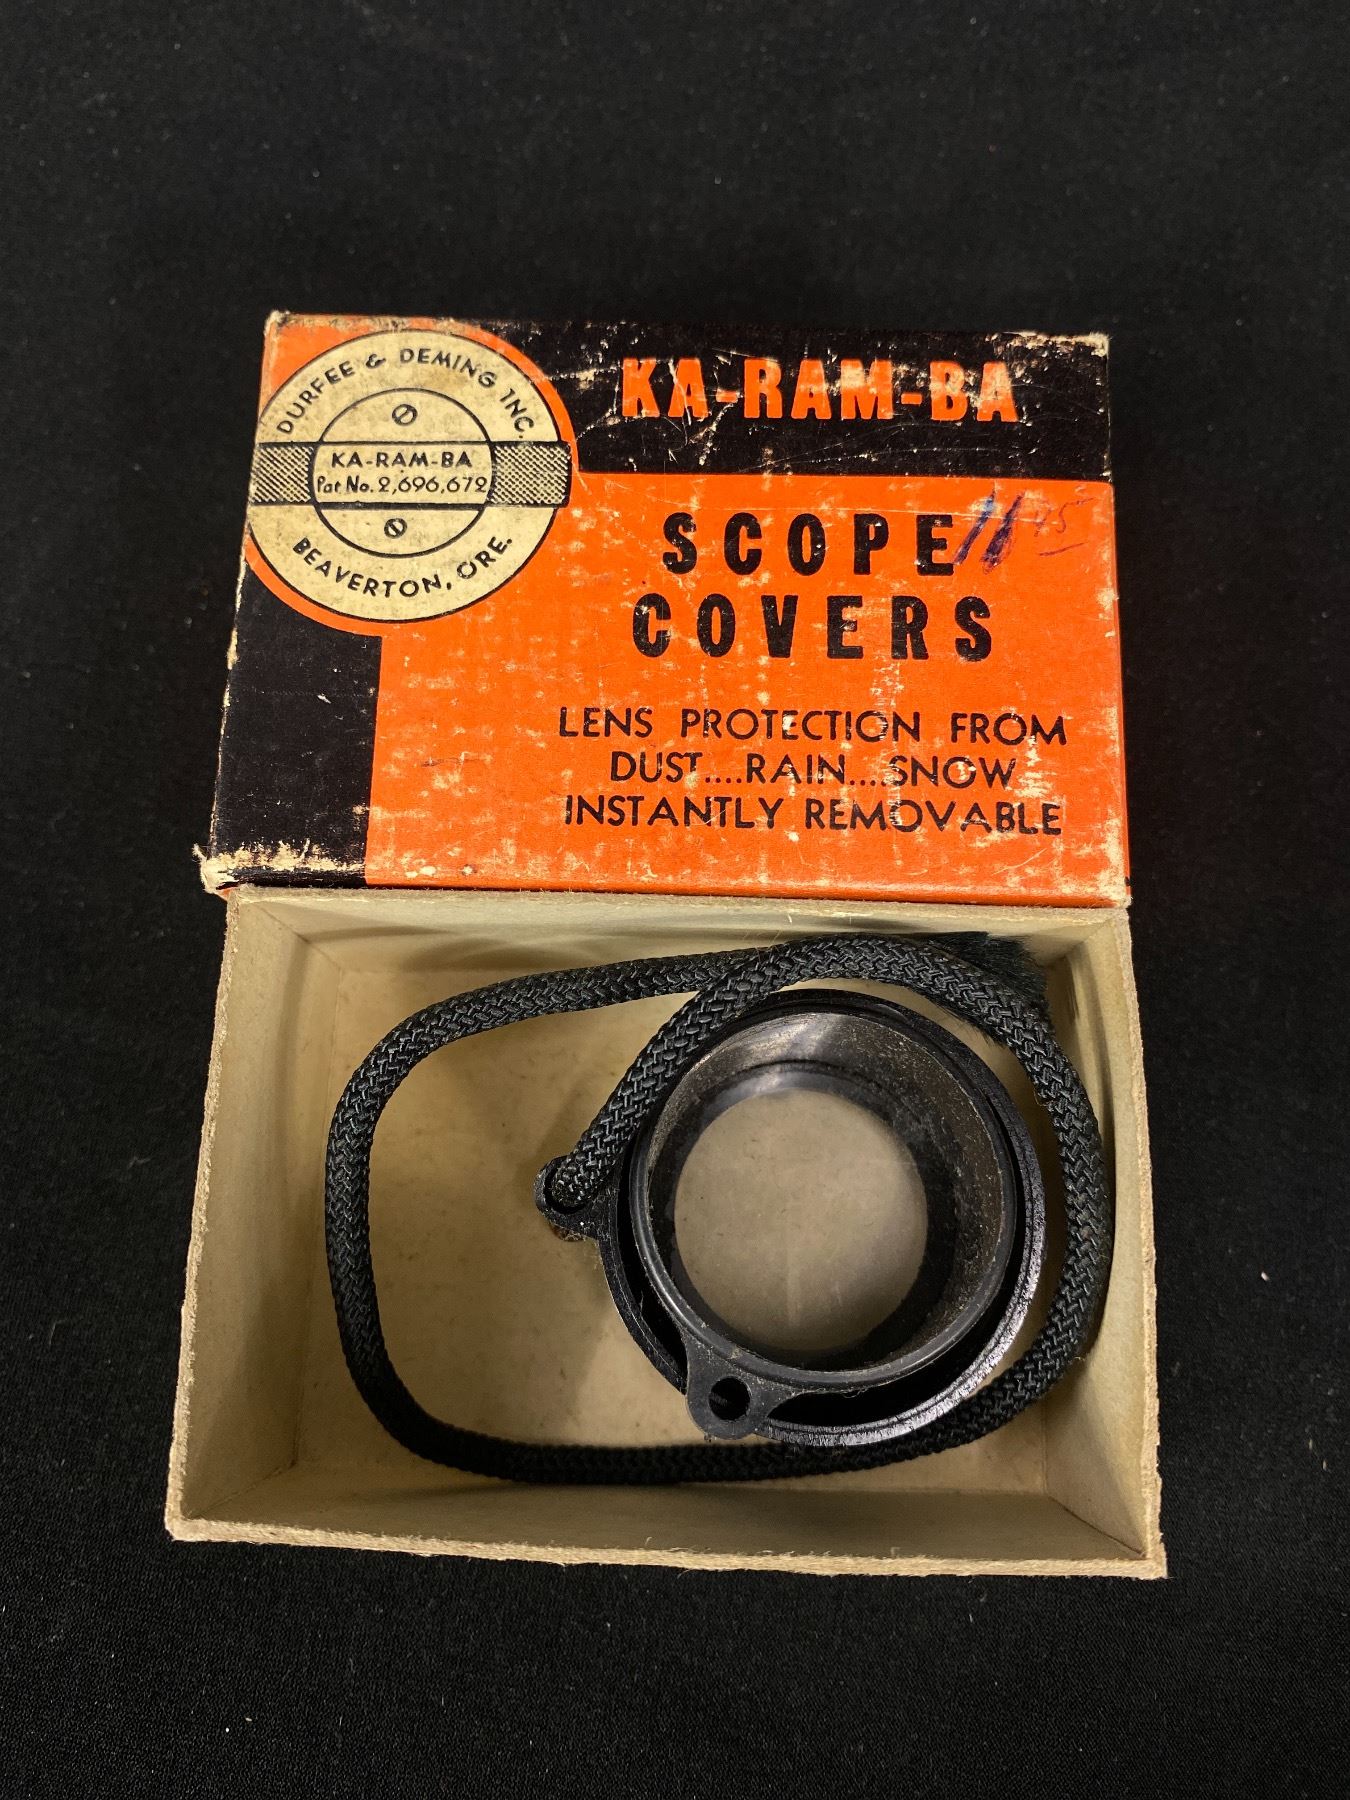 DURFEE & DEMING INC.
KA-RAM-BA
Pat No. 2,696,672
BEAVERTON, ORE.
KA-RAM-BA
SCOPE
COVERS
LENS PROTECTION FROM
DUST....RAIN....SNOW
INSTANTLY REMOVABLE